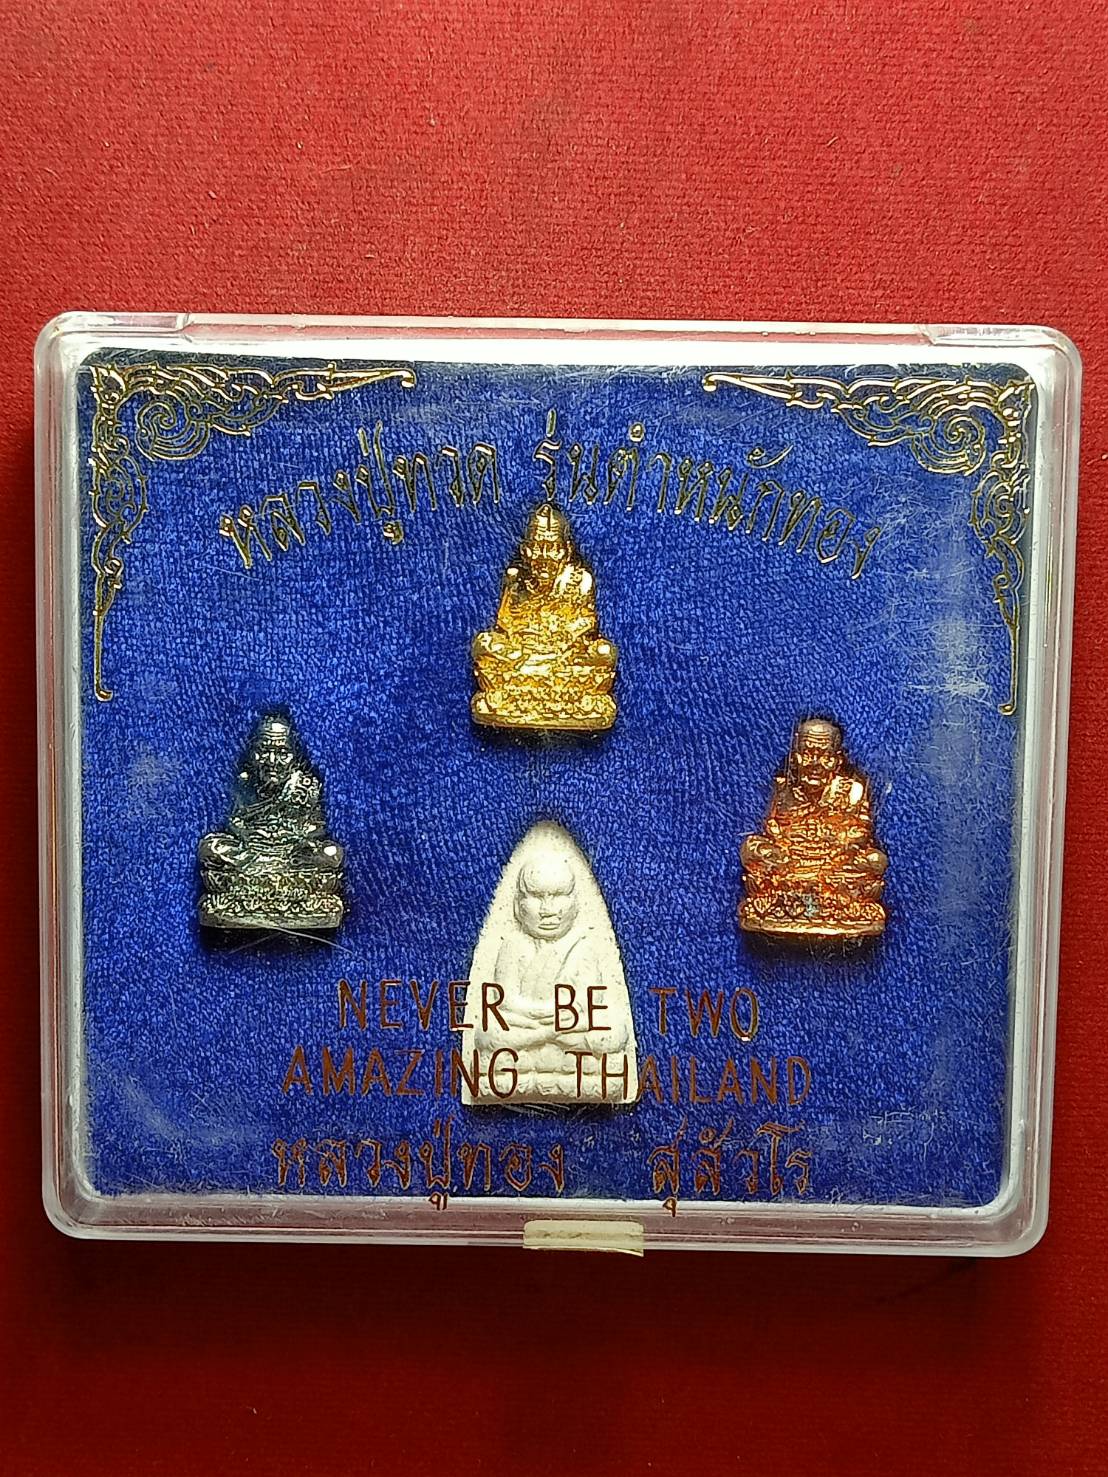 หลวงปู่ทวด รุ่นตำหนักทอง
NEVER BE TWO
AMAZING THAILAND
หลวงปู่ทอง สุสัวโร